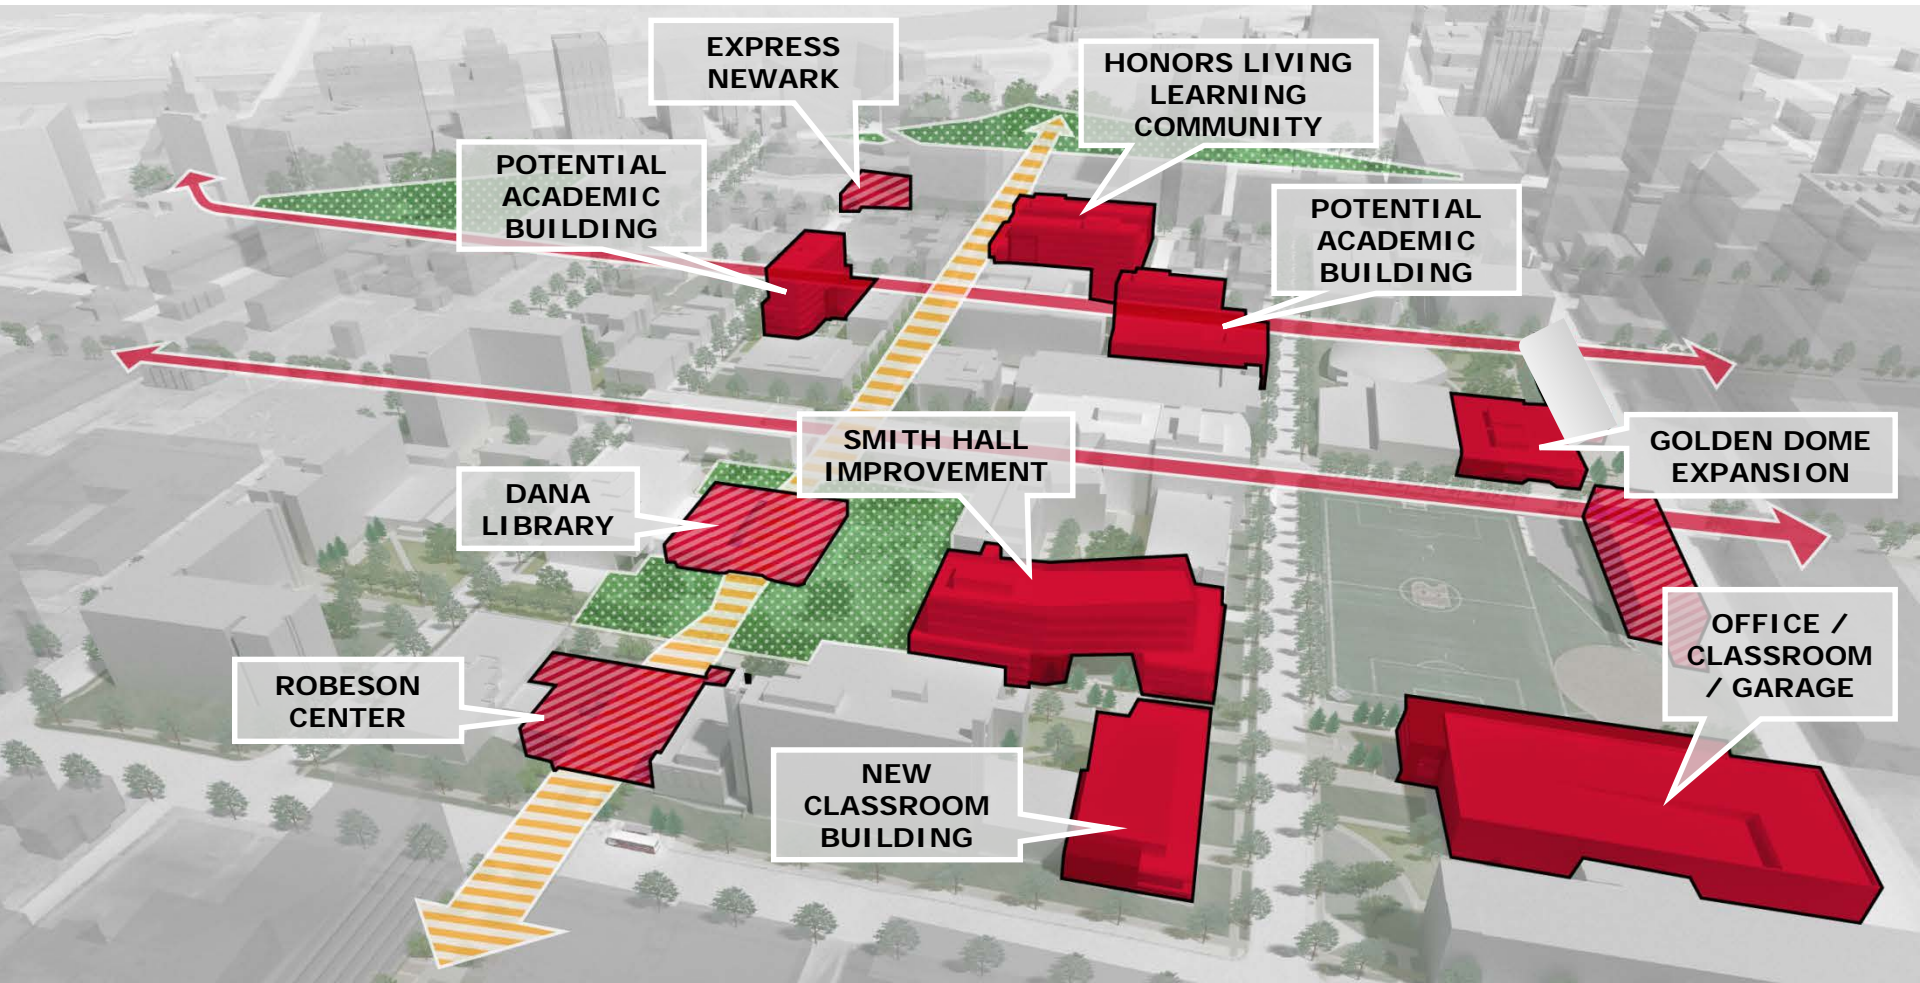 EXPRESS
NEWARK
HONORS LIVING
LEARNING
COMMUNITY
POTENTIAL
ACADEMIC
BUILDING
POTENTIAL
ACADEMIC
BUILDING
SMITH HALL
IMPROVEMENT
GOLDEN DOME
EXPANSION
DANA
LIBRARY
OFFICE /
CLASSROOM
/ GARAGE
ROBESON
CENTER
NEW
CLASSROOM
BUILDING